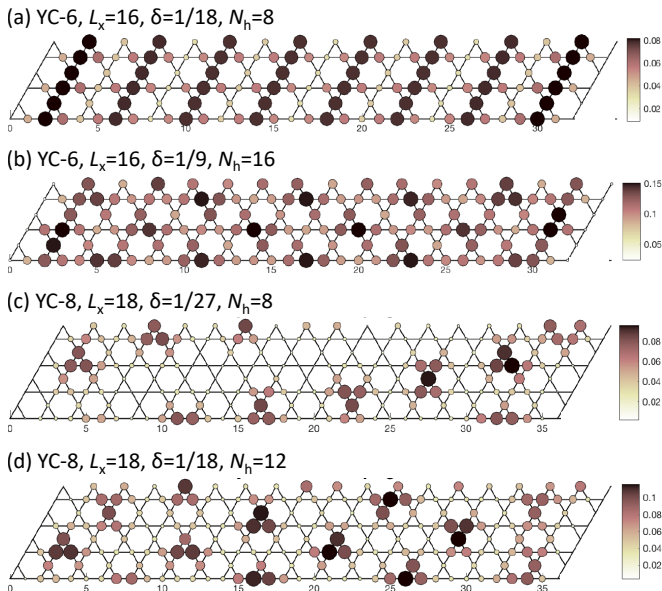 (a) YC-6, Lx=16, δ=1/18, Nh=8
0.08
0.06
0.04
0.02
0 5 10 15 20 25 30
(b) YC-6, Lx=16, δ=1/9, Nh=16
0.15
0.1
0.05
0 5 10 15 20 25 30
(c) YC-8, Lx=18, δ=1/27, Nh=8
0.08
0.06
0.04
0.02
0 5 10 15 20 25 30 35
(d) YC-8, Lx=18, δ=1/18, Nh=12
0.1
0.08
0.06
0.04
0.02
0 5 10 15 20 25 30 35